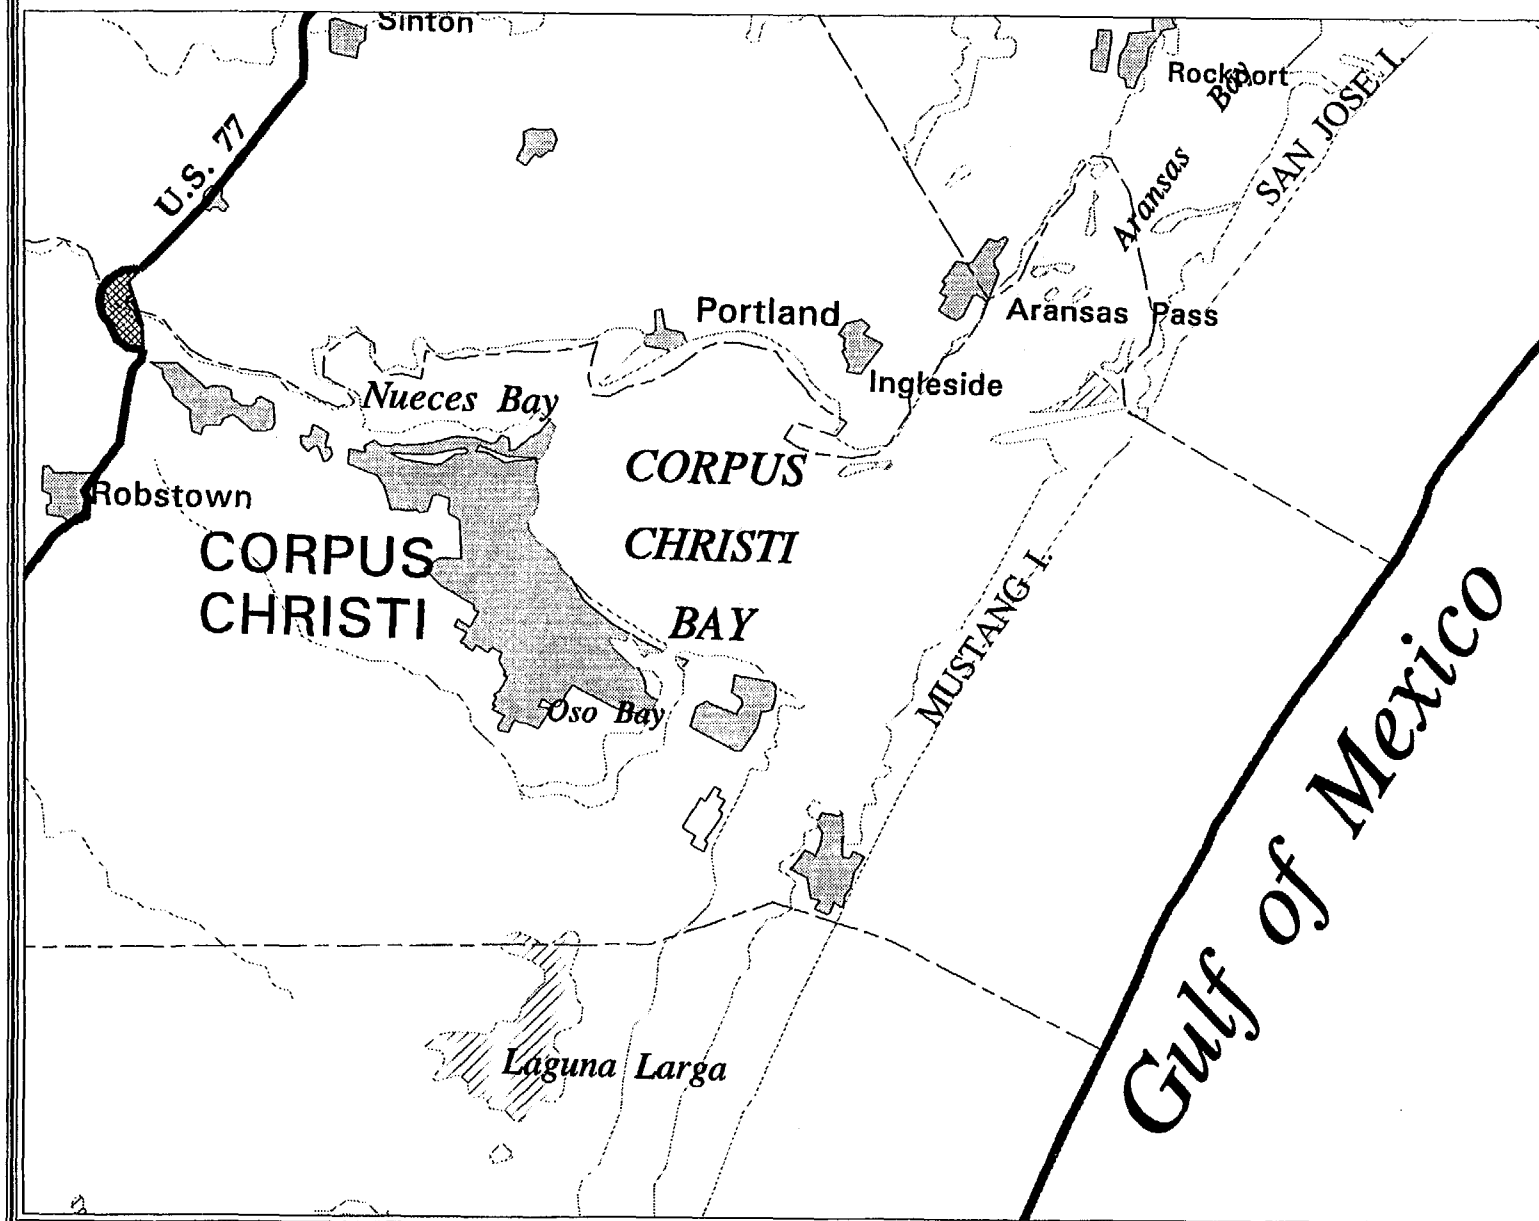 Sinton
Rockport
Bay
SAN JOSE I.
U.S. 77
Aransas
Portland
Aransas Pass
Ingleside
Nueces Bay
CORPUS
CHRISTI
BAY
Robstown
CORPUS
CHRISTI
MUSTANG I.
Oso Bay
Gulf of Mexico
Laguna Larga